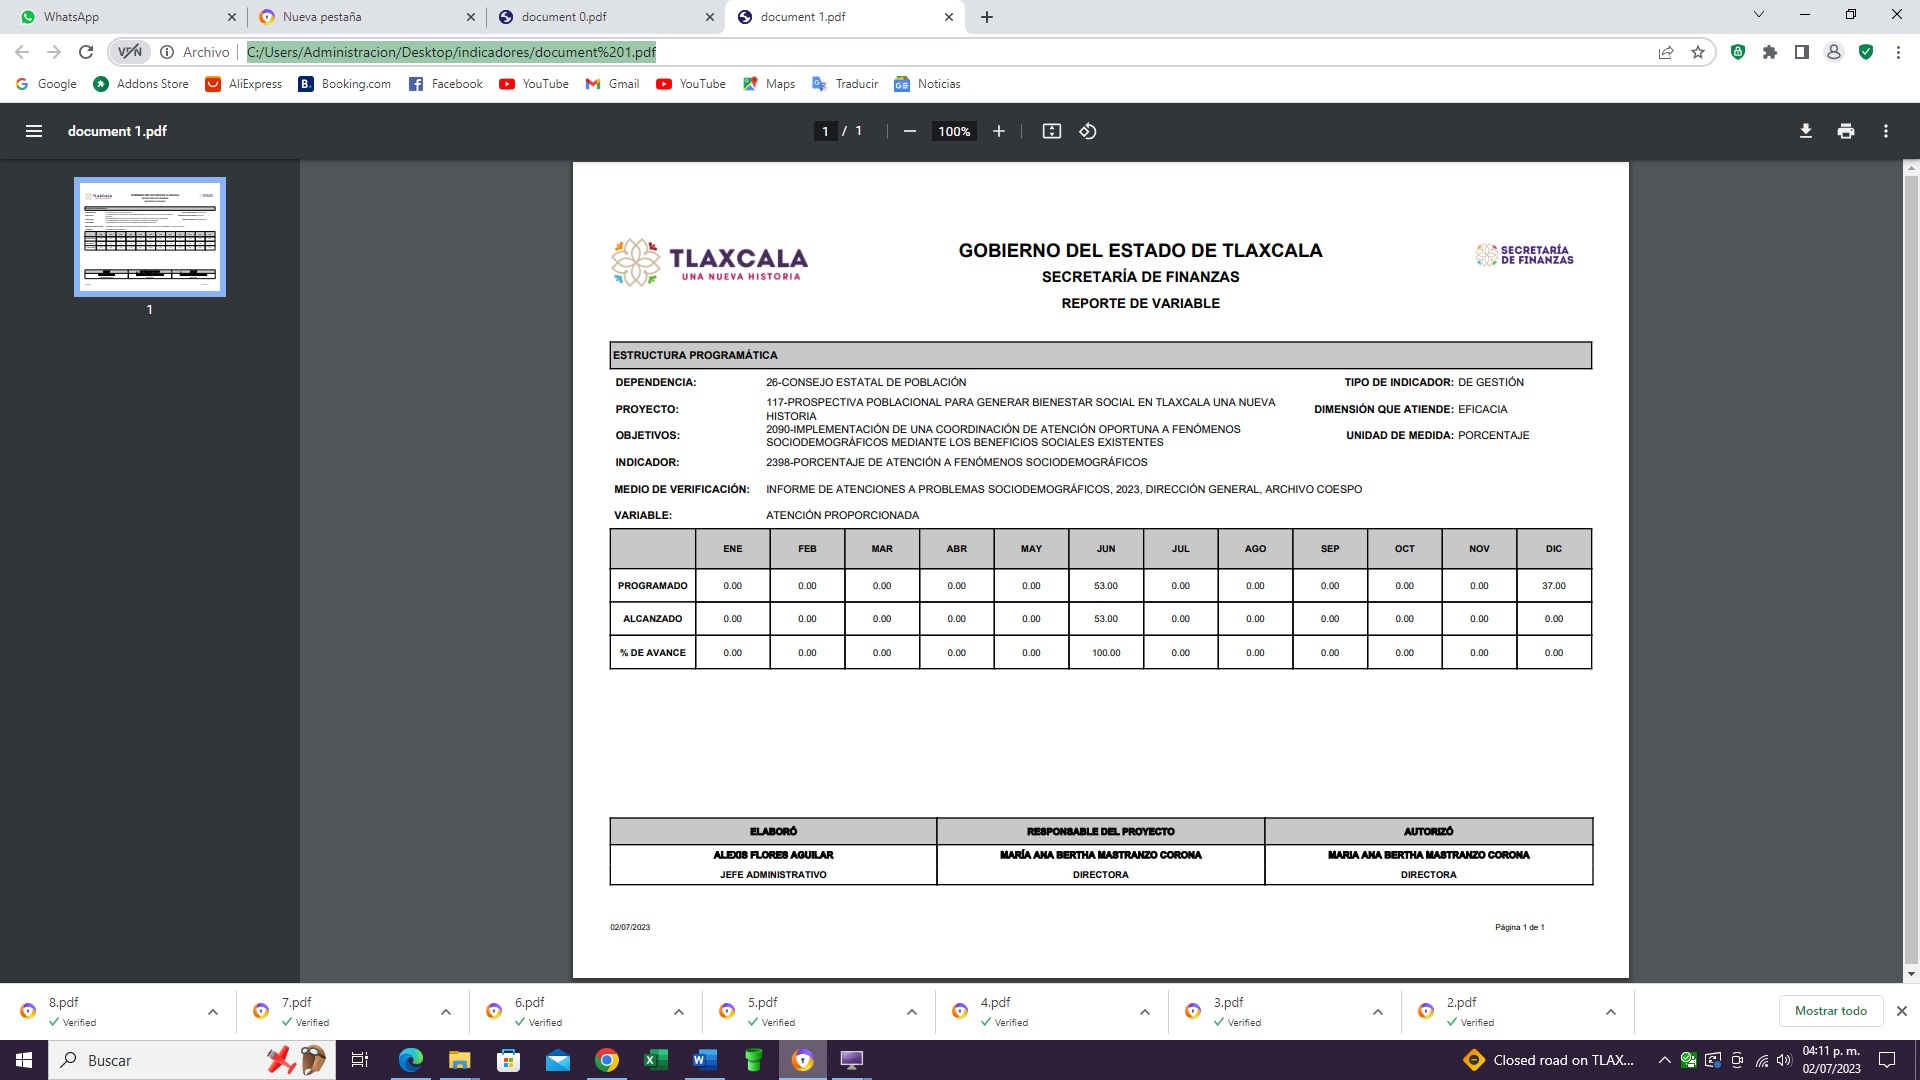 WhatsApp
Nueva pestaña
document 0.pdf
document 1.pdf
VPN
Archivo
C:/Users/Administracion/Desktop/indicadores/document%201.pdf
Google
Addons Store
AliExpress
Booking.com
Facebook
YouTube
Gmail
YouTube
Maps
Traducir
Noticias
document 1.pdf
1 / 1
100%
1
TLAXCALA
UNA NUEVA HISTORIA
GOBIERNO DEL ESTADO DE TLAXCALA
SECRETARÍA DE FINANZAS
REPORTE DE VARIABLE
SECRETARÍA
DE FINANZAS
ESTRUCTURA PROGRAMÁTICA
DEPENDENCIA: 26-CONSEJO ESTATAL DE POBLACIÓN TIPO DE INDICADOR: DE GESTIÓN
PROYECTO: 117-PROSPECTIVA POBLACIONAL PARA GENERAR BIENESTAR SOCIAL EN TLAXCALA UNA NUEVA
HISTORIA
DIMENSIÓN QUE ATIENDE: EFICACIA
OBJETIVOS: 2090-IMPLEMENTACIÓN DE UNA COORDINACIÓN DE ATENCIÓN OPORTUNA A FENÓMENOS
SOCIODEMOGRÁFICOS MEDIANTE LOS BENEFICIOS SOCIALES EXISTENTES
UNIDAD DE MEDIDA: PORCENTAJE
INDICADOR: 2398-PORCENTAJE DE ATENCIÓN A FENÓMENOS SOCIODEMOGRÁFICOS
MEDIO DE VERIFICACIÓN: INFORME DE ATENCIONES A PROBLEMAS SOCIODEMOGRÁFICOS, 2023, DIRECCIÓN GENERAL, ARCHIVO COESPO
VARIABLE: ATENCIÓN PROPORCIONADA
ENE FEB MAR ABR MAY JUN JUL AGO SEP OCT NOV DIC
PROGRAMADO 0.00 0.00 0.00 0.00 0.00 53.00 0.00 0.00 0.00 0.00 0.00 37.00
ALCANZADO 0.00 0.00 0.00 0.00 0.00 53.00 0.00 0.00 0.00 0.00 0.00 0.00
% DE AVANCE 0.00 0.00 0.00 0.00 0.00 100.00 0.00 0.00 0.00 0.00 0.00 0.00
ELABORÓ RESPONSABLE DEL PROYECTO AUTORIZÓ
ALEXIS FLORES AGUILAR MARÍA ANA BERTHA MASTRANZO CORONA MARIA ANA BERTHA MASTRANZO CORONA
JEFE ADMINISTRATIVO DIRECTORA DIRECTORA
02/07/2023 Página 1 de 1
8.pdf
Verified
7.pdf
Verified
6.pdf
Verified
5.pdf
Verified
4.pdf
Verified
3.pdf
Verified
2.pdf
Verified
Mostrar todo
Buscar
Closed road on TLAX...
04:11 p. m.
02/07/2023